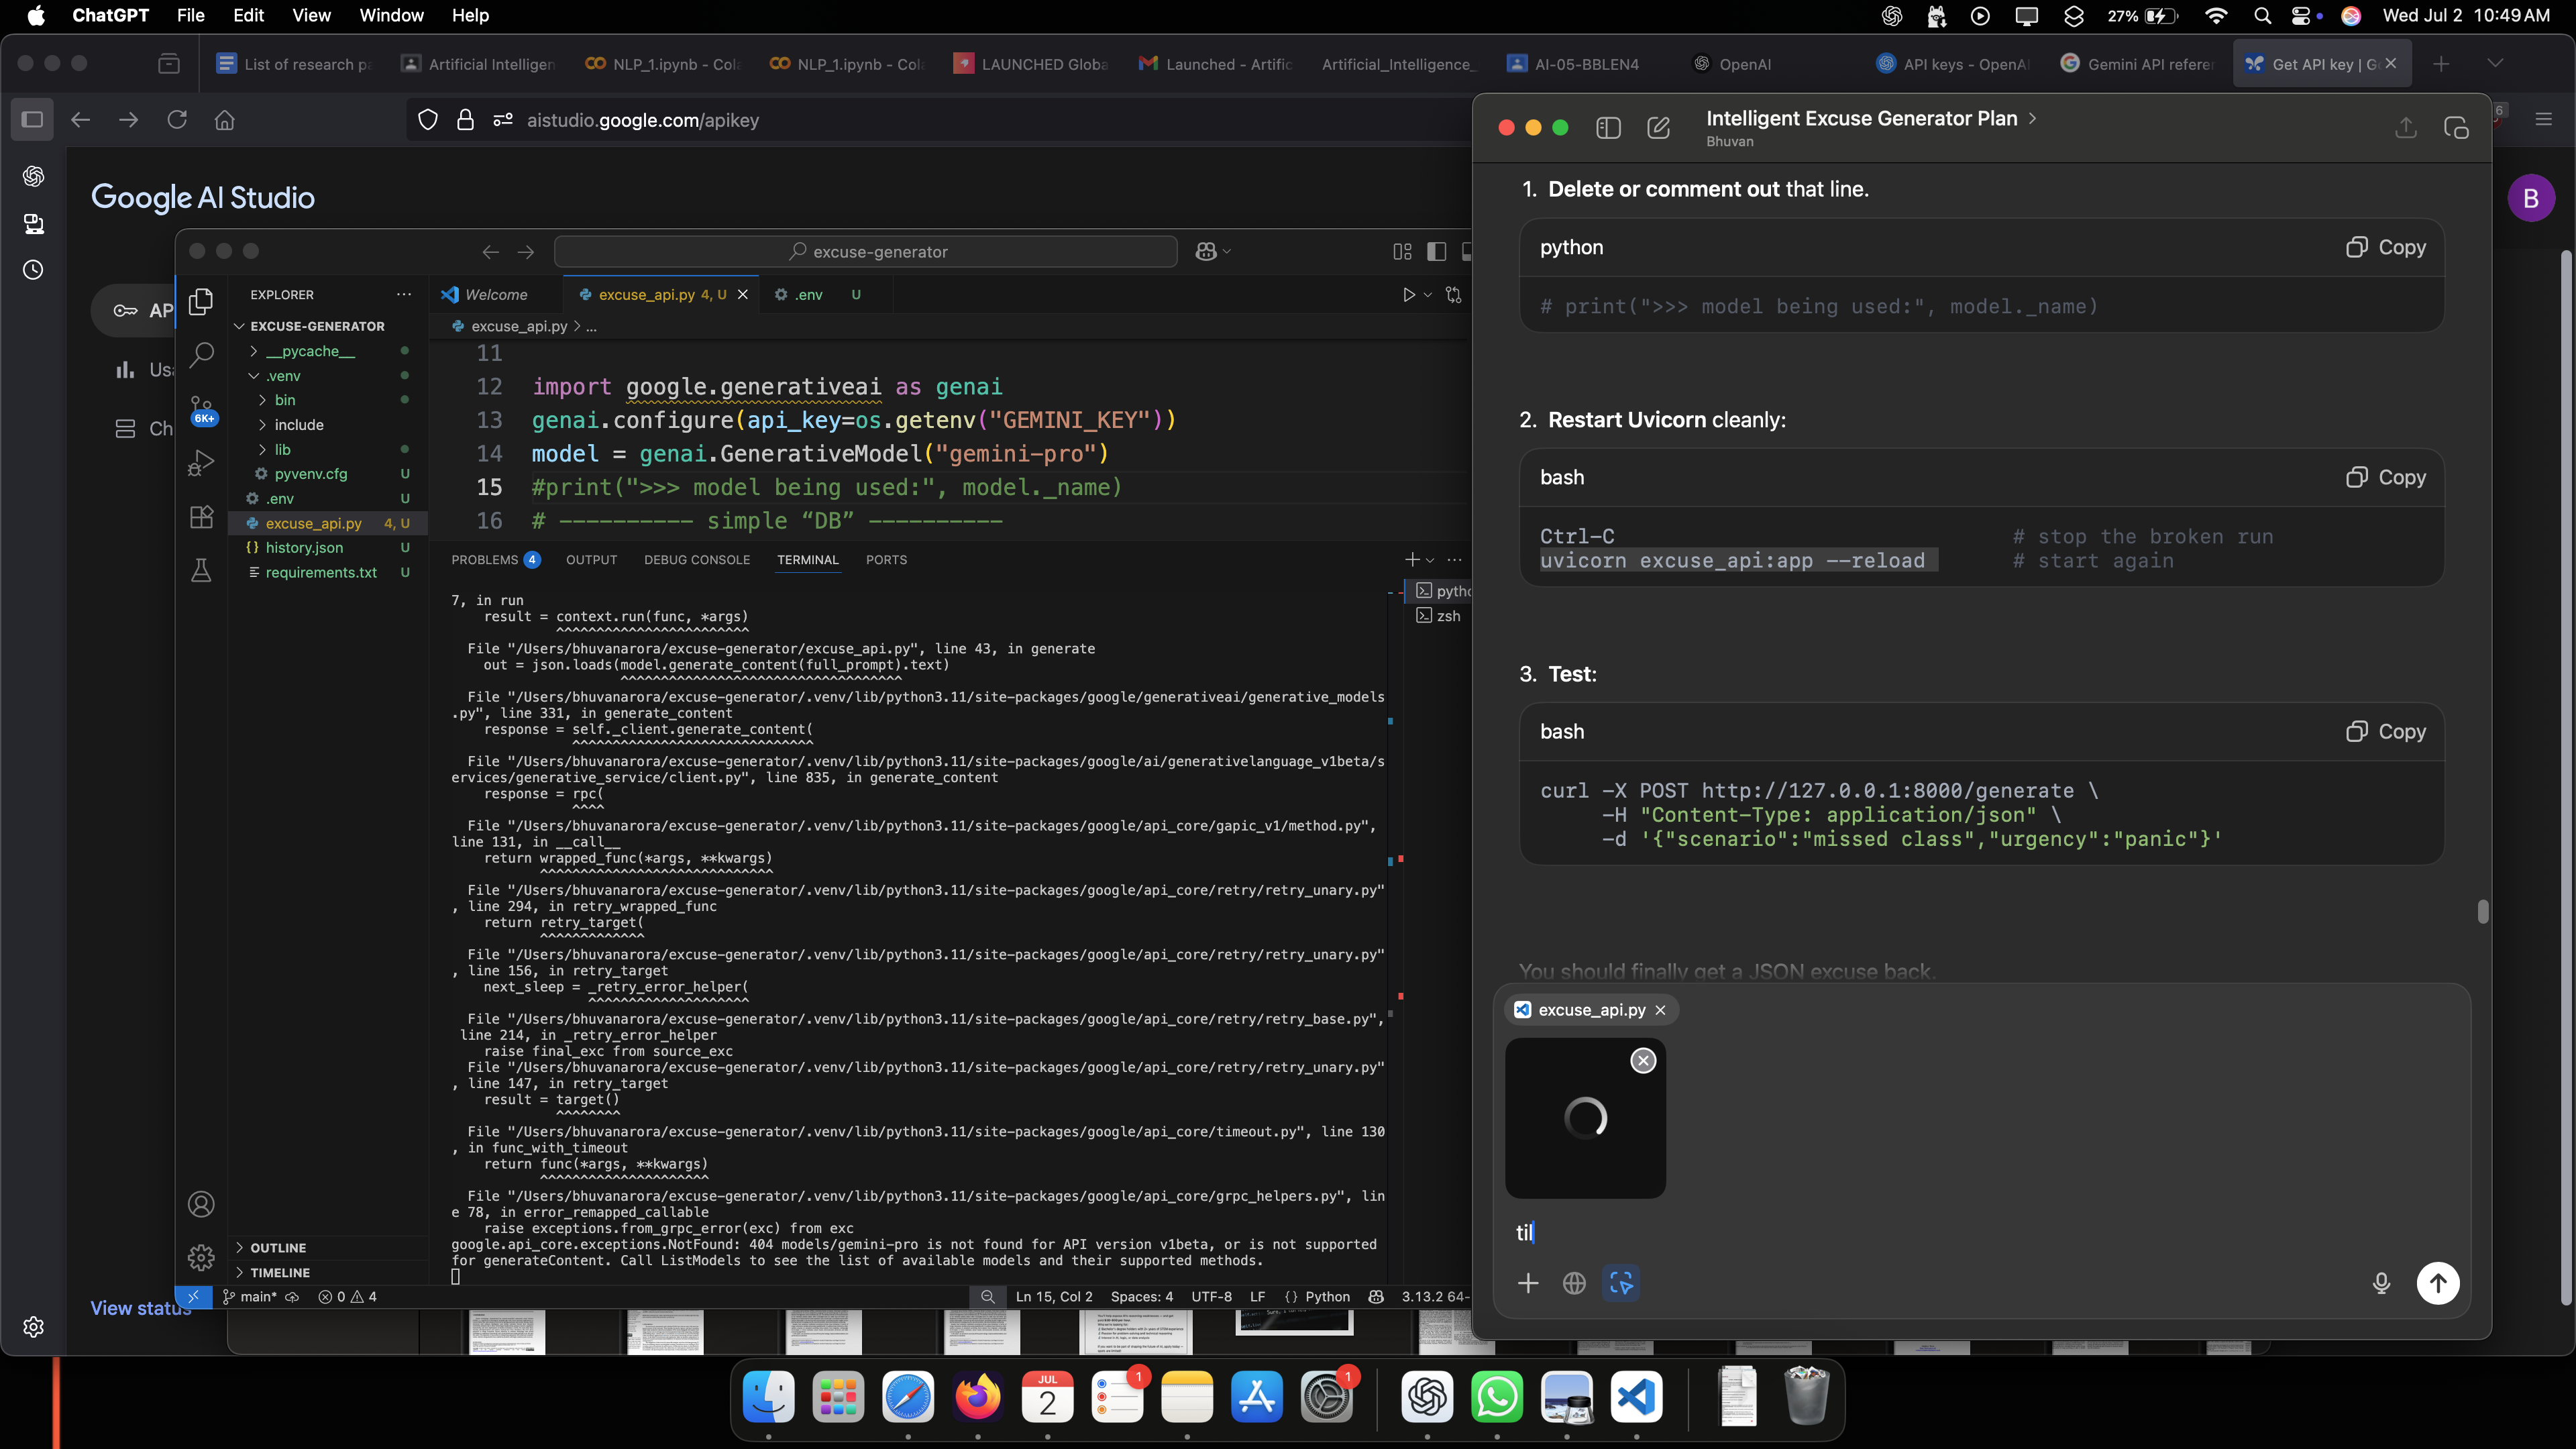 ChatGPT File Edit View Window Help
27% Wed Jul 2 10:49 AM
List of research pa
Artificial Intelligen
NLP_1.ipynb - Cola
NLP_1.ipynb - Cola
LAUNCHED Globa
Launched - Artific
Artificial_Intelligence_
AI-05-BBLEN4
OpenAI
API keys - OpenAI
Gemini API referen
Get API key | G
aistudio.google.com/apikey
Google AI Studio
B
AP
Usa
Ch
View status
excuse-generator
EXPLORER
EXCUSE-GENERATOR
__pycache__
.venv
bin
include
lib
pyvenv.cfg U
.env U
excuse_api.py 4, U
history.json U
requirements.txt U
6K+
OUTLINE
TIMELINE
Welcome
excuse_api.py 4, U
.env U
excuse_api.py > ...
11
12 import google.generativeai as genai
13 genai.configure(api_key=os.getenv("GEMINI_KEY"))
14 model = genai.GenerativeModel("gemini-pro")
15 #print(">>> model being used:", model._name)
16 # ---------- simple “DB” ----------
PROBLEMS 4 OUTPUT DEBUG CONSOLE TERMINAL PORTS
pytho
zsh
7, in run
result = context.run(func, *args)
^^^^^^^^^^^^^^^^^^^^^^^^
File "/Users/bhuvanarora/excuse-generator/excuse_api.py", line 43, in generate
out = json.loads(model.generate_content(full_prompt).text)
^^^^^^^^^^^^^^^^^^^^^^^^^^^^^^^^^^^
File "/Users/bhuvanarora/excuse-generator/.venv/lib/python3.11/site-packages/google/generativeai/generative_models
.py", line 331, in generate_content
response = self._client.generate_content(
^^^^^^^^^^^^^^^^^^^^^^^^^^^^^^
File "/Users/bhuvanarora/excuse-generator/.venv/lib/python3.11/site-packages/google/ai/generativelanguage_v1beta/s
ervices/generative_service/client.py", line 835, in generate_content
response = rpc(
^^^^
File "/Users/bhuvanarora/excuse-generator/.venv/lib/python3.11/site-packages/google/api_core/gapic_v1/method.py",
line 131, in __call__
return wrapped_func(*args, **kwargs)
^^^^^^^^^^^^^^^^^^^^^^^^^^^^^
File "/Users/bhuvanarora/excuse-generator/.venv/lib/python3.11/site-packages/google/api_core/retry/retry_unary.py"
, line 294, in retry_wrapped_func
return retry_target(
^^^^^^^^^^^^^
File "/Users/bhuvanarora/excuse-generator/.venv/lib/python3.11/site-packages/google/api_core/retry/retry_unary.py"
, line 156, in retry_target
next_sleep = _retry_error_helper(
^^^^^^^^^^^^^^^^^^^^
File "/Users/bhuvanarora/excuse-generator/.venv/lib/python3.11/site-packages/google/api_core/retry/retry_base.py",
line 214, in _retry_error_helper
raise final_exc from source_exc
File "/Users/bhuvanarora/excuse-generator/.venv/lib/python3.11/site-packages/google/api_core/retry/retry_unary.py"
, line 147, in retry_target
result = target()
^^^^^^^^
File "/Users/bhuvanarora/excuse-generator/.venv/lib/python3.11/site-packages/google/api_core/timeout.py", line 130
, in func_with_timeout
return func(*args, **kwargs)
^^^^^^^^^^^^^^^^^^^^^
File "/Users/bhuvanarora/excuse-generator/.venv/lib/python3.11/site-packages/google/api_core/grpc_helpers.py", lin
e 78, in error_remapped_callable
raise exceptions.from_grpc_error(exc) from exc
google.api_core.exceptions.NotFound: 404 models/gemini-pro is not found for API version v1beta, or is not supported
for generateContent. Call ListModels to see the list of available models and their supported methods.
main* 0 4 Ln 15, Col 2 Spaces: 4 UTF-8 LF {} Python 3.13.2 64-
6
Intelligent Excuse Generator Plan >
Bhuvan
1. Delete or comment out that line.
python Copy
# print(">>> model being used:", model._name)
2. Restart Uvicorn cleanly:
bash Copy
Ctrl-C # stop the broken run
uvicorn excuse_api:app --reload # start again
3. Test:
bash Copy
curl -X POST http://127.0.0.1:8000/generate \
-H "Content-Type: application/json" \
-d '{"scenario":"missed class","urgency":"panic"}'
You should finally get a JSON excuse back.
excuse_api.py
til
JUL
2
1
1